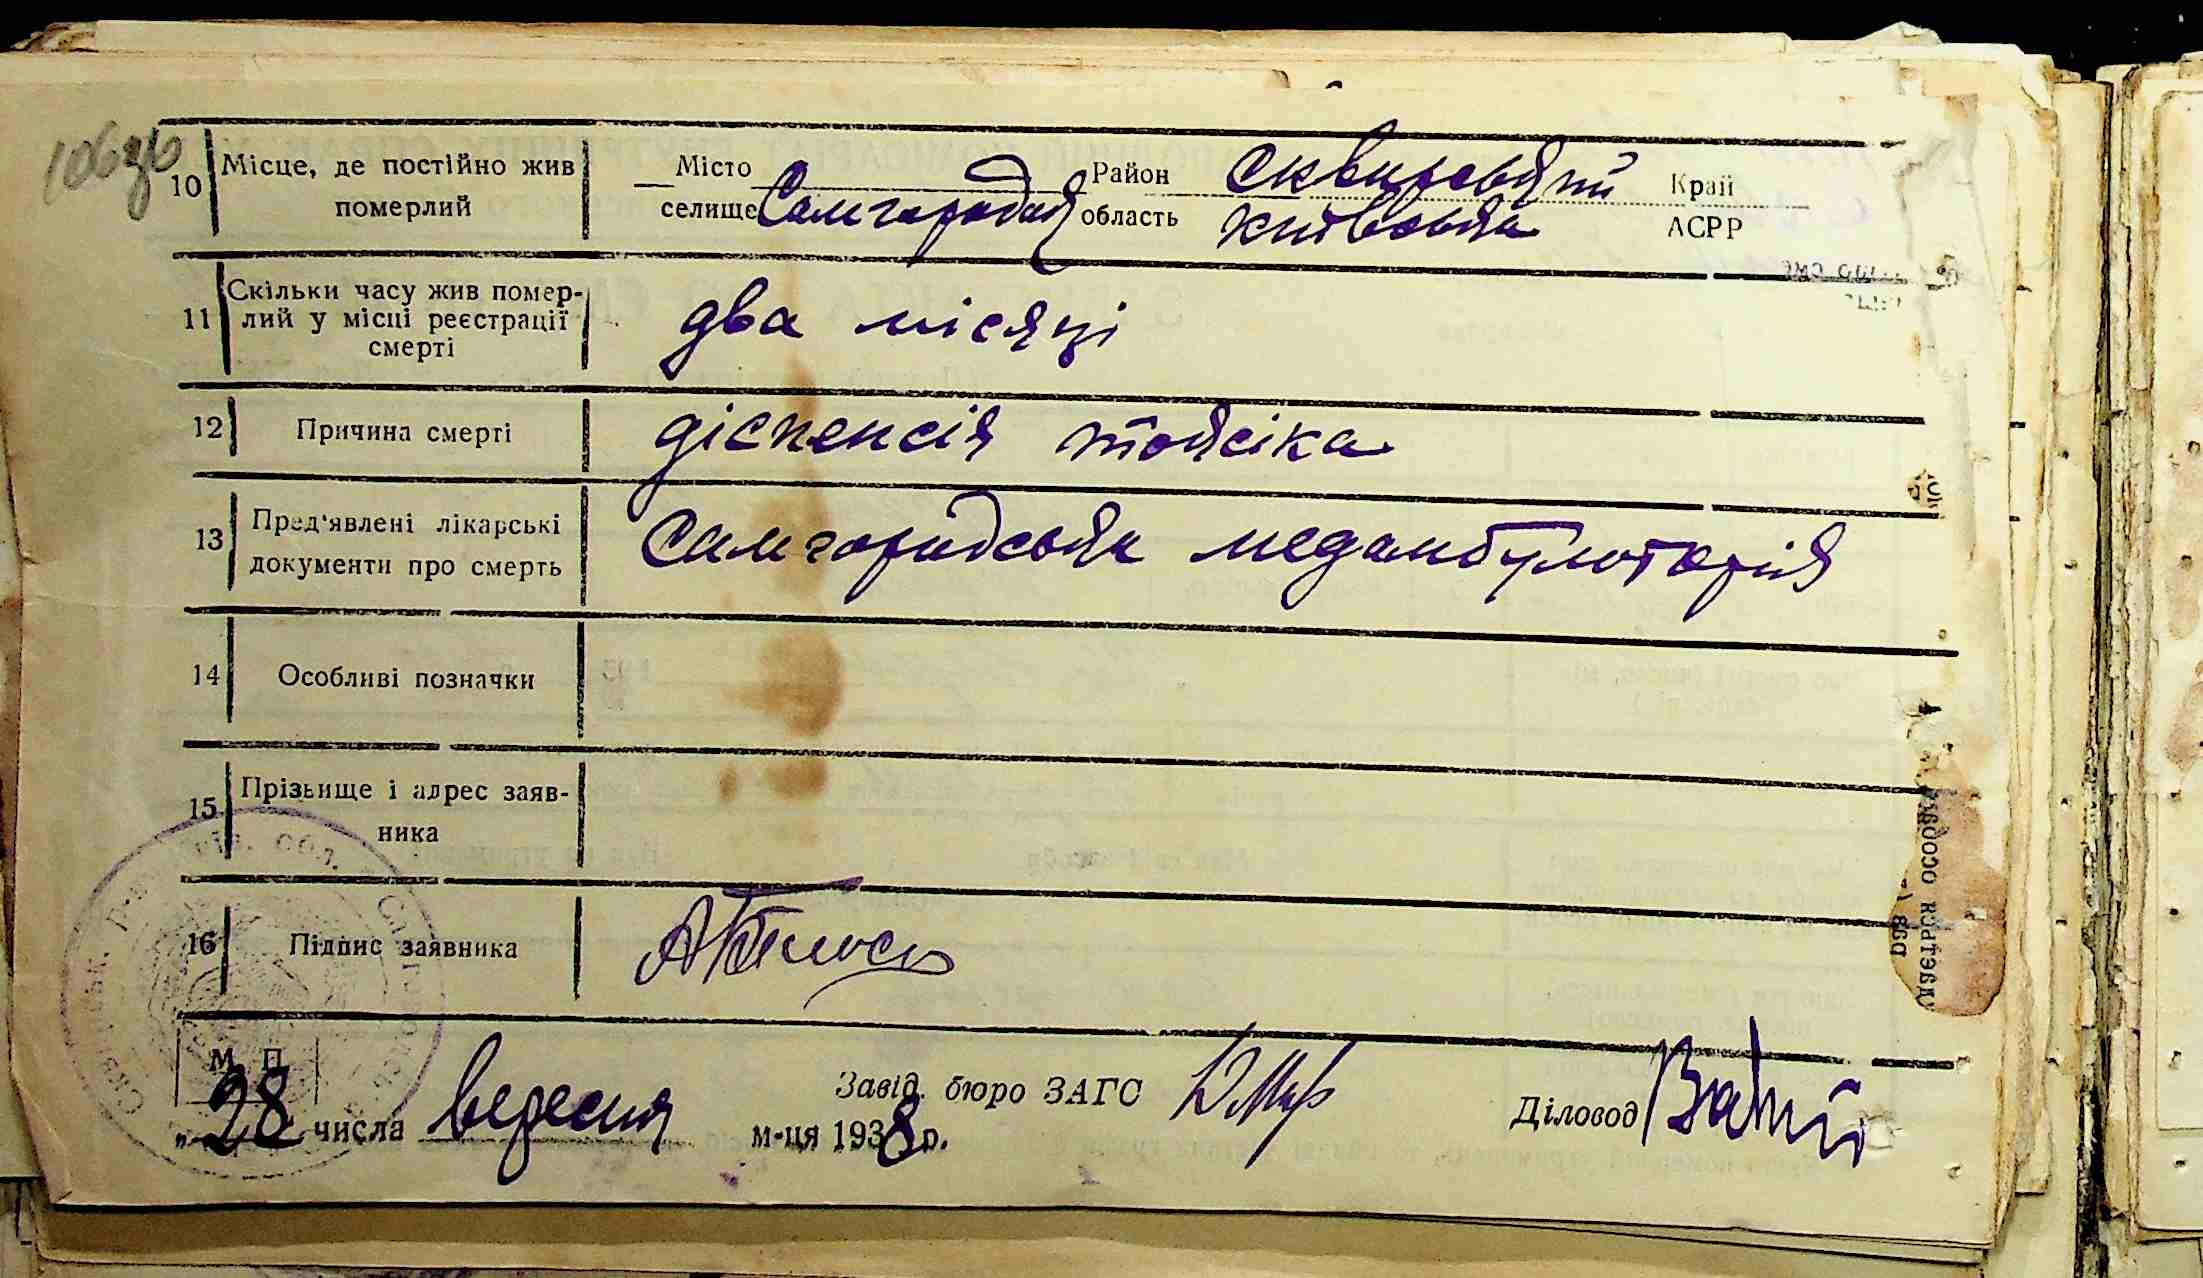 10 Місце, де постійно жив Місто Район Сквирський Край
померлий селище Самгородок область Київська АСРР
11 Скільки часу жив помер-
лий у місці реєстрації два місяці
смерті
12 Причина смерті діспенсія токсіка
13 Пред'явлені лікарські Самгородська медамбулаторія
документи про смерть
14 Особливі позначки
15 Прізвище і адрес заяв-
ника
16 Підпис заявника
М. П.
„28 числа вересня м-ця 1938 р. Завід. бюро ЗАГС Діловод